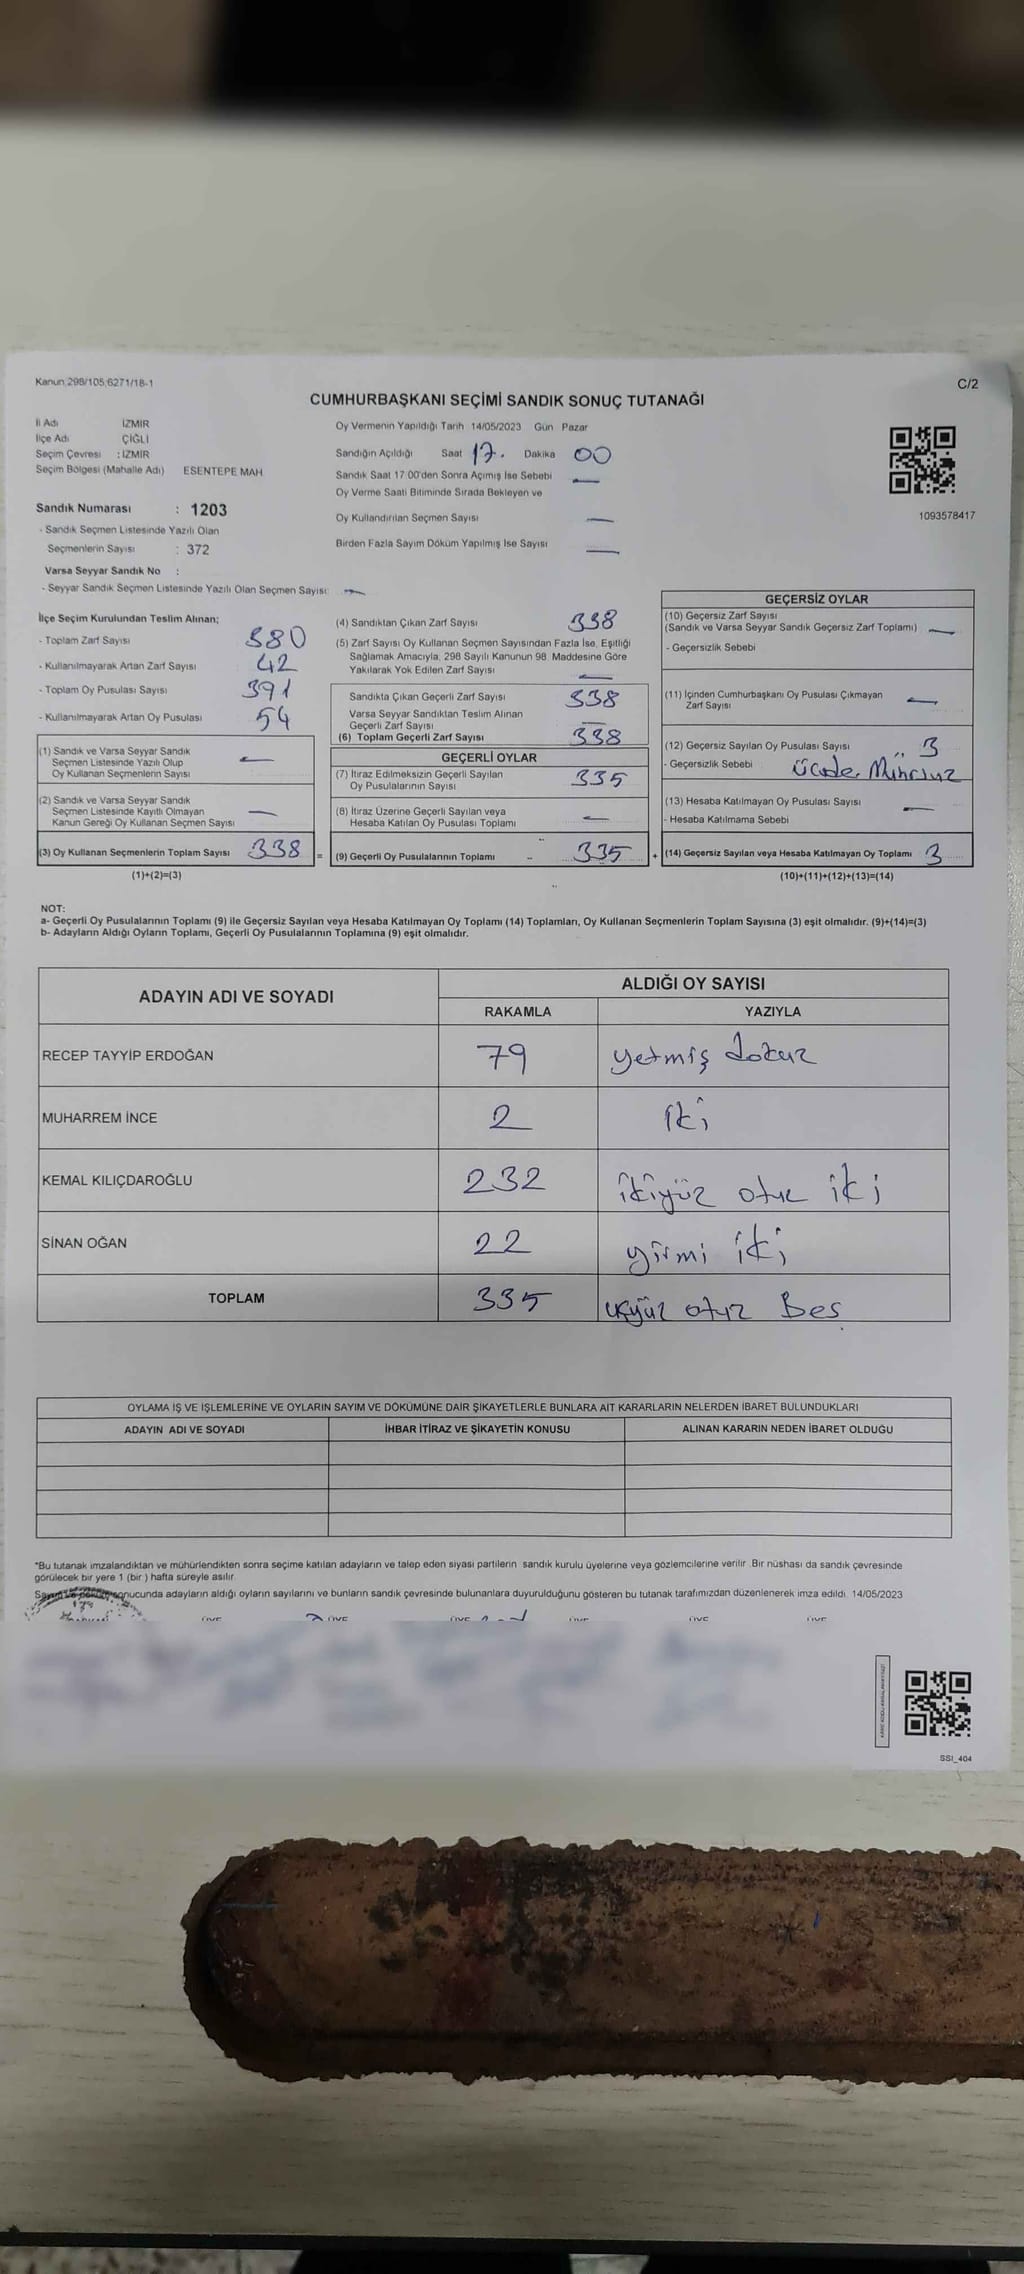 Kanun 298/105,6271/18-1
C/2
CUMHURBAŞKANI SEÇİMİ SANDIK SONUÇ TUTANAĞI
İl Adı İZMİR
İlçe Adı ÇİĞLİ
Seçim Çevresi : İZMİR
Seçim Bölgesi (Mahalle Adı) ESENTEPE MAH
Sandık Numarası : 1203
- Sandık Seçmen Listesinde Yazılı Olan
Seçmenlerin Sayısı : 372
Varsa Seyyar Sandık No :
- Seyyar Sandık Seçmen Listesinde Yazılı Olan Seçmen Sayısı: —
Oy Vermenin Yapıldığı Tarih 14/05/2023 Gün Pazar
Sandığın Açıldığı Saat 17. Dakika 00
Sandık Saat 17:00'den Sonra Açımış İse Sebebi —
Oy Verme Saati Bitiminde Sırada Bekleyen ve
Oy Kullandırılan Seçmen Sayısı —
Birden Fazla Sayım Döküm Yapılmış İse Sayısı —
1093578417
İlçe Seçim Kurulundan Teslim Alınan;
- Toplam Zarf Sayısı 380
- Kullanılmayarak Artan Zarf Sayısı 42
- Toplam Oy Pusulası Sayısı 391
- Kullanılmayarak Artan Oy Pusulası 54
(1) Sandık ve Varsa Seyyar Sandık
Seçmen Listesinde Yazılı Olup
Oy Kullanan Seçmenlerin Sayısı —
(2) Sandık ve Varsa Seyyar Sandık
Seçmen Listesinde Kayıtlı Olmayan
Kanun Gereği Oy Kullanan Seçmen Sayısı —
(3) Oy Kullanan Seçmenlerin Toplam Sayısı 338 =
(1)+(2)=(3)
(4) Sandıktan Çıkan Zarf Sayısı 338
(5) Zarf Sayısı Oy Kullanan Seçmen Sayısından Fazla İse, Eşitliği
Sağlamak Amacıyla, 298 Sayılı Kanunun 98. Maddesine Göre
Yakılarak Yok Edilen Zarf Sayısı —
Sandıkta Çıkan Geçerli Zarf Sayısı 338
Varsa Seyyar Sandıktan Teslim Alınan
Geçerli Zarf Sayısı —
(6) Toplam Geçerli Zarf Sayısı 338
GEÇERLİ OYLAR
(7) İtiraz Edilmeksizin Geçerli Sayılan
Oy Pusulalarının Sayısı 335
(8) İtiraz Üzerine Geçerli Sayılan veya
Hesaba Katılan Oy Pusulası Toplamı —
(9) Geçerli Oy Pusulalarının Toplamı 335 +
GEÇERSİZ OYLAR
(10) Geçersiz Zarf Sayısı
(Sandık ve Varsa Seyyar Sandık Geçersiz Zarf Toplamı) —
- Geçersizlik Sebebi
(11) İçinden Cumhurbaşkanı Oy Pusulası Çıkmayan
Zarf Sayısı —
(12) Geçersiz Sayılan Oy Pusulası Sayısı 3
- Geçersizlik Sebebi
(13) Hesaba Katılmayan Oy Pusulası Sayısı —
- Hesaba Katılmama Sebebi
(14) Geçersiz Sayılan veya Hesaba Katılmayan Oy Toplamı 3
(10)+(11)+(12)+(13)=(14)
NOT:
a- Geçerli Oy Pusulalarının Toplamı (9) ile Geçersiz Sayılan veya Hesaba Katılmayan Oy Toplamı (14) Toplamları, Oy Kullanan Seçmenlerin Toplam Sayısına (3) eşit olmalıdır. (9)+(14)=(3)
b- Adayların Aldığı Oyların Toplamı, Geçerli Oy Pusulalarının Toplamına (9) eşit olmalıdır.
ADAYIN ADI VE SOYADI ALDIĞI OY SAYISI
RAKAMLA YAZIYLA
RECEP TAYYİP ERDOĞAN 79 yetmiş dokuz
MUHARREM İNCE 2 iki
KEMAL KILIÇDAROĞLU 232 ikiyüz otuz iki
SİNAN OĞAN 22 yirmi iki
TOPLAM 335 üçyüz otuz Beş
OYLAMA İŞ VE İŞLEMLERİNE VE OYLARIN SAYIM VE DÖKÜMÜNE DAİR ŞİKAYETLERLE BUNLARA AİT KARARLARIN NELERDEN İBARET BULUNDUKLARI
ADAYIN ADI VE SOYADI İHBAR İTİRAZ VE ŞİKAYETİN KONUSU ALINAN KARARIN NEDEN İBARET OLDUĞU
"Bu tutanak imzalandıktan ve mühürlendikten sonra seçime katılan adayların ve talep eden siyasi partilerin sandık kurulu üyelerine veya gözlemcilerine verilir. Bir nüshası da sandık çevresinde
görülecek bir yere 1 (bir ) hafta süreyle asılır.
sonucunda adayların aldığı oyların sayılarını ve bunların sandık çevresinde bulunanlara duyurulduğunu gösteren bu tutanak tarafımızdan düzenlenerek imza edildi. 14/05/2023
ÜYE ÜYE ÜYE ÜYE ÜYE ÜYE
SSI_404